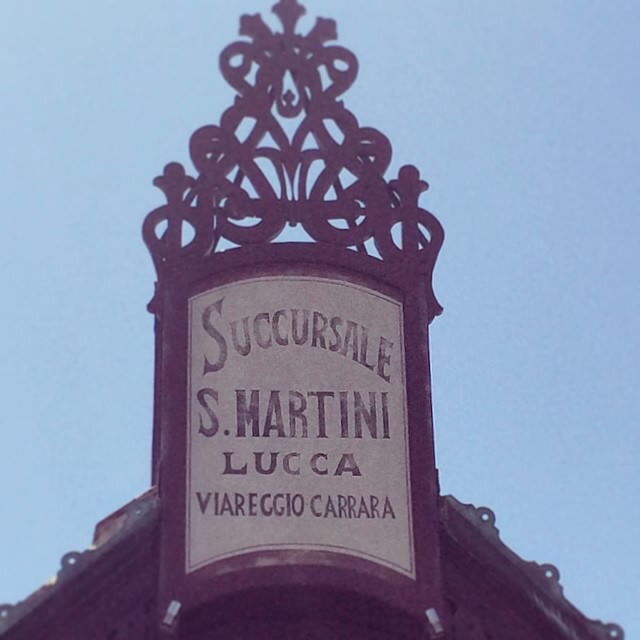 SUCCURSALE
S. MARTINI
LUCCA
VIAREGGIO CARRARA